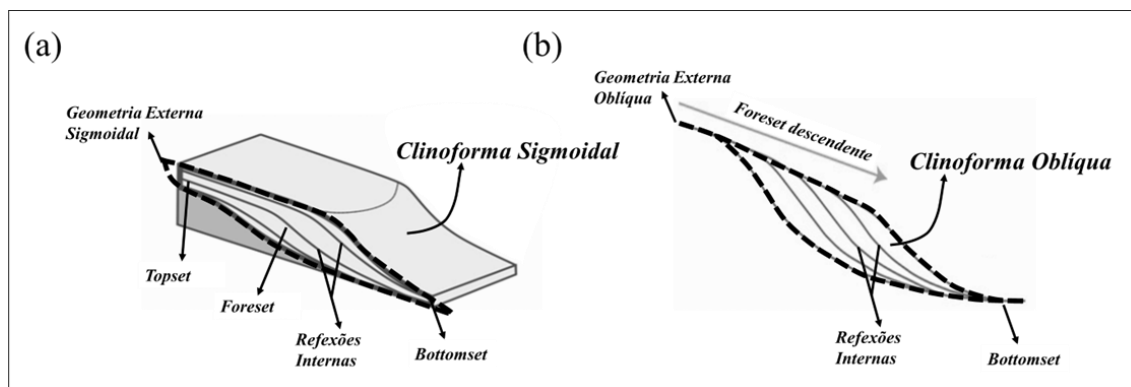 (a)
Geometria Externa
Sigmoidal
Clinoforma Sigmoidal
Topset
Foreset
Refexões
Internas
Bottomset
(b)
Geometria Externa
Oblíqua
Foreset descendente
Clinoforma Oblíqua
Refexões
Internas
Bottomset